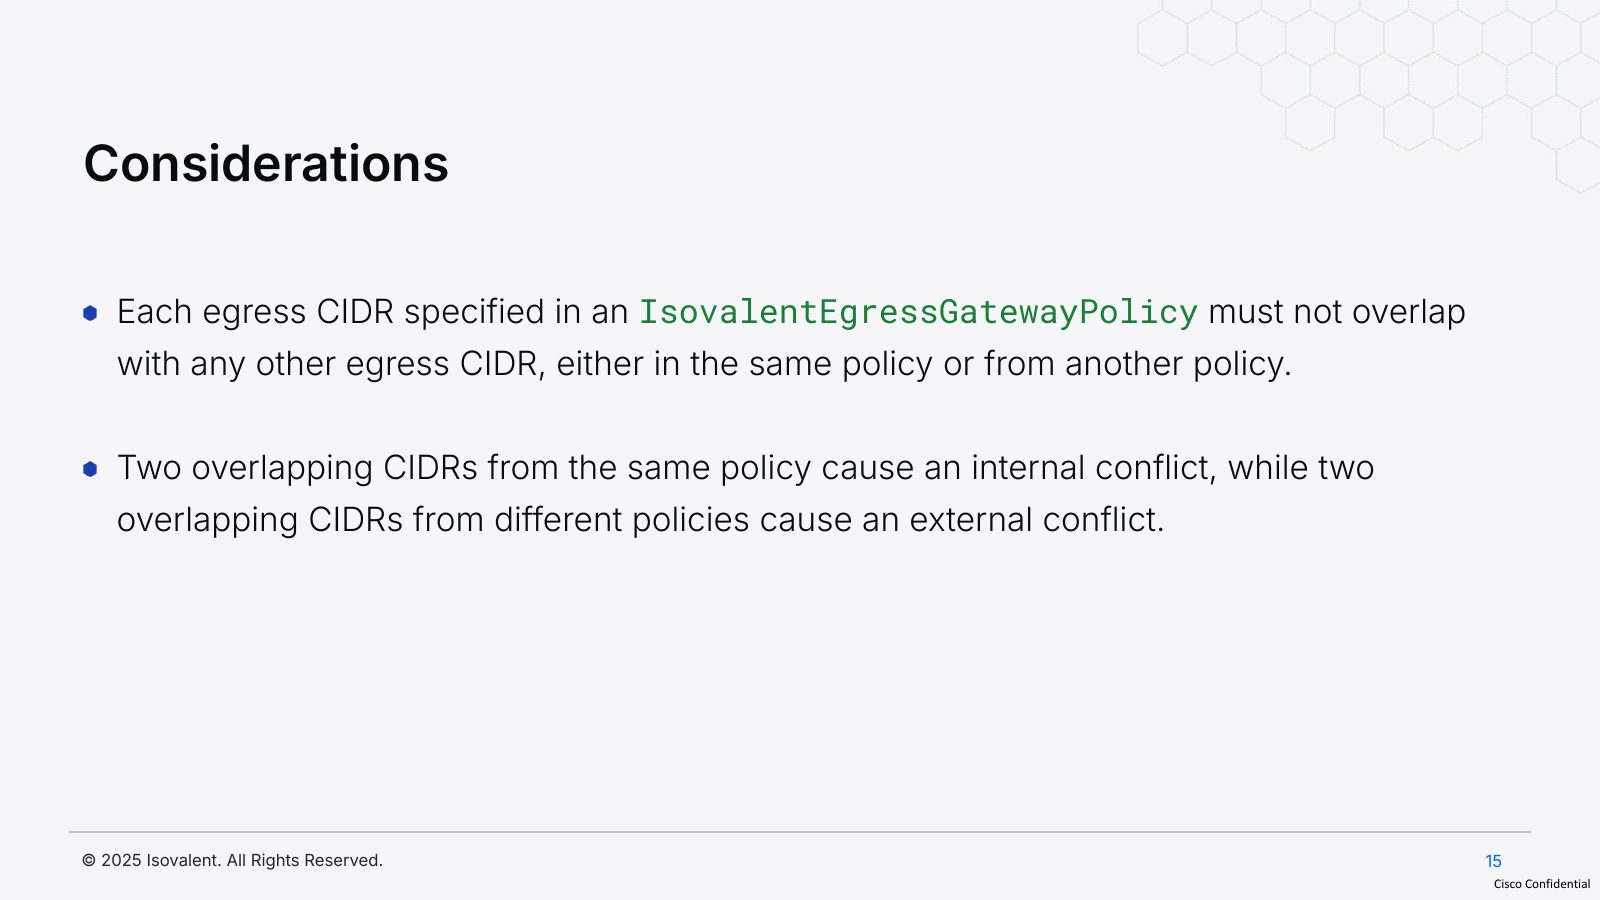 Considerations
Each egress CIDR specified in an IsovalentEgressGatewayPolicy must not overlap
with any other egress CIDR, either in the same policy or from another policy.
Two overlapping CIDRs from the same policy cause an internal conflict, while two
overlapping CIDRs from different policies cause an external conflict.
© 2025 Isovalent. All Rights Reserved.
15
Cisco Confidential